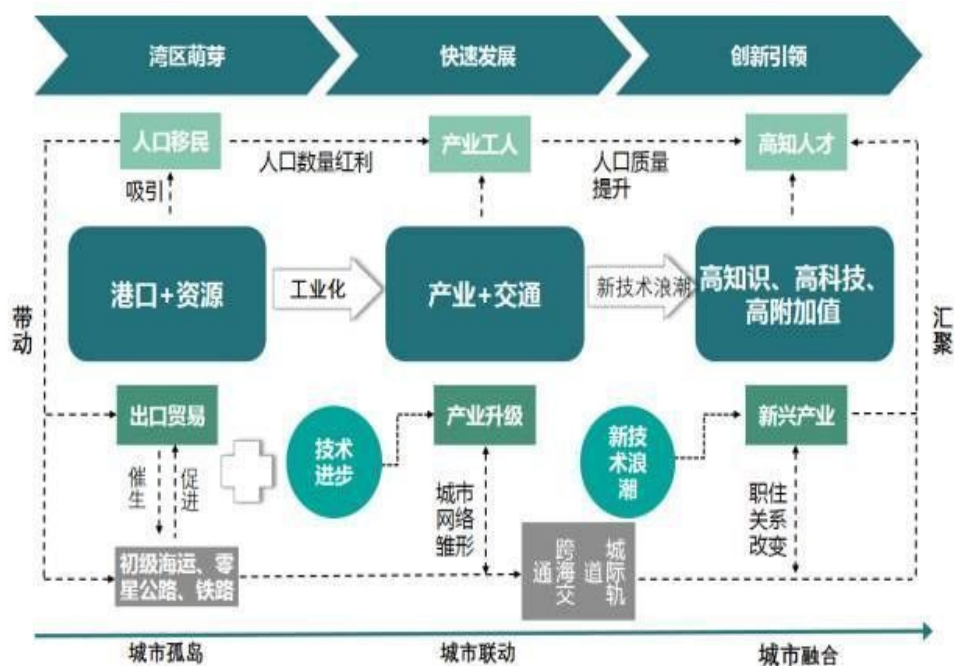 湾区萌芽
快速发展
创新引领
人口移民
产业工人
高知人才
人口数量红利
人口质量
提升
吸引
港口+资源
工业化
产业+交通
新技术浪潮
高知识、高科技、
高附加值
带动
汇聚
出口贸易
技术
进步
产业升级
新技
术浪
潮
新兴产业
催生
促进
城市
网络
雏形
职住
关系
改变
初级海运、零
星公路、铁路
城际轨
道
跨海交
通
城市孤岛
城市联动
城市融合